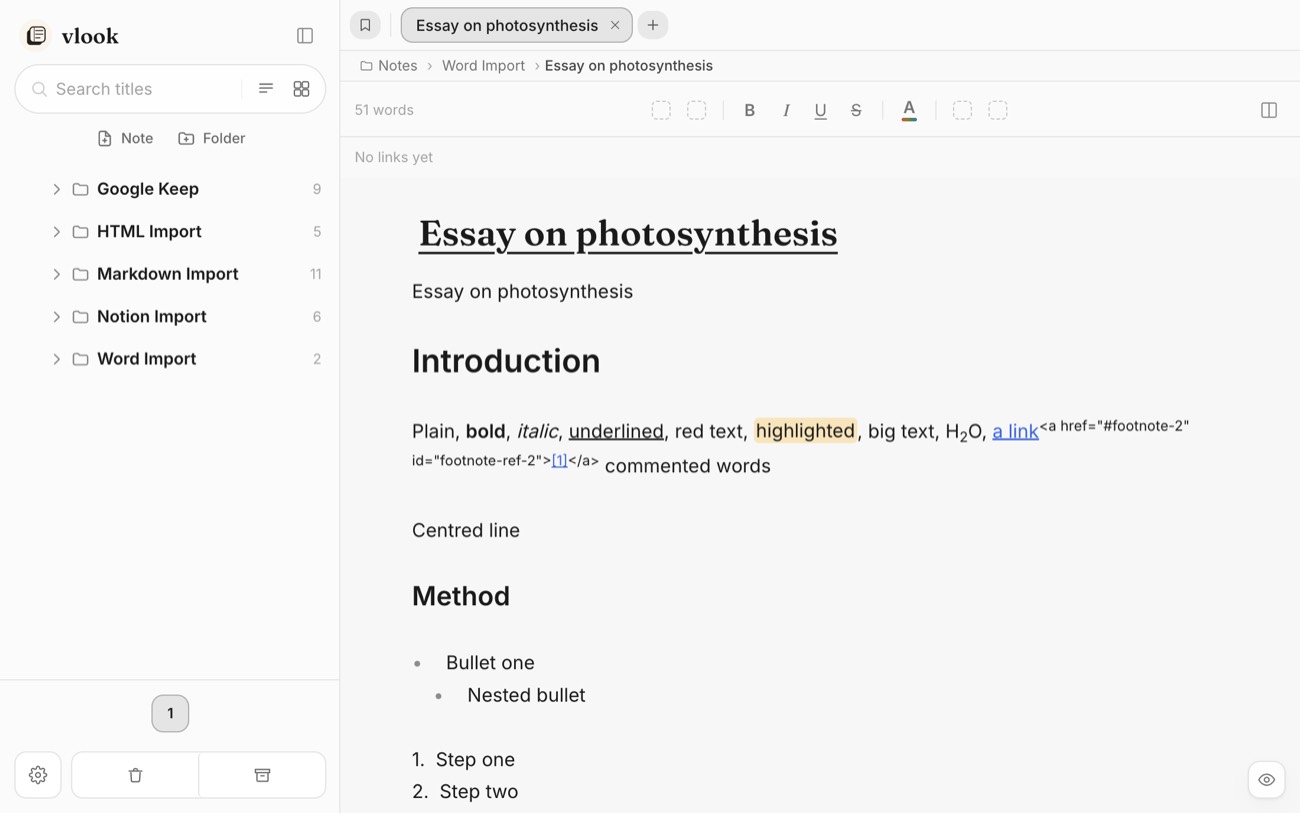 vlook
Search titles
Note Folder
Google Keep 9
HTML Import 5
Markdown Import 11
Notion Import 6
Word Import 2
1
Essay on photosynthesis
Notes › Word Import › Essay on photosynthesis
51 words B I U S A
No links yet
Essay on photosynthesis
Essay on photosynthesis
Introduction
Plain, bold, italic, underlined, red text, highlighted, big text, H₂O, a link<a href="#footnote-2"
id="footnote-ref-2">[1]</a> commented words
Centred line
Method
• Bullet one
• Nested bullet
1. Step one
2. Step two